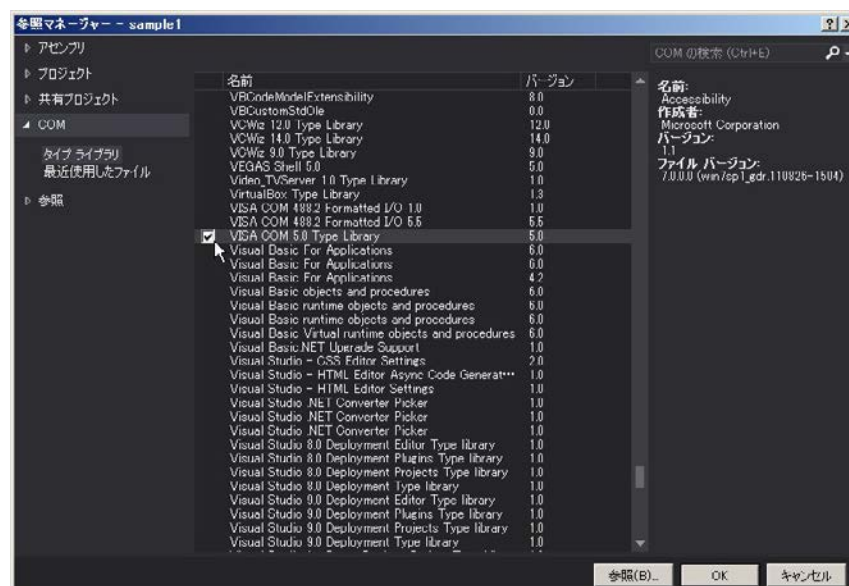 参照マネージャー - sample1
アセンブリ
プロジェクト
共有プロジェクト
COM
タイプ ライブラリ
最近使用したファイル
参照
名前 バージョン
VBCodeModelExtensibility 8.0
VBCustomStdOle 0.0
VCWiz 12.0 Type Library 12.0
VCWiz 14.0 Type Library 14.0
VCWiz 9.0 Type Library 9.0
VEGAS Shell 5.0 5.0
Video_TVServer 1.0 Type Library 1.0
VirtualBox Type Library 1.3
VISA COM 488.2 Formatted I/O 1.0 1.0
VISA COM 488.2 Formatted I/O 5.5 5.5
VISA COM 5.0 Type Library 5.0
Visual Basic For Applications 6.0
Visual Basic For Applications 6.0
Visual Basic For Applications 4.2
Visual Basic objects and procedures 6.0
Visual Basic runtime objects and procedures 6.0
Visual Basic runtime objects and procedures 6.0
Visual Basic Virtual runtime objects and procedures 6.0
Visual Basic.NET Upgrade Support 1.0
Visual Studio - CSS Editor Settings 2.0
Visual Studio - HTML Editor Async Code Generat… 1.0
Visual Studio - HTML Editor Settings 1.0
Visual Studio .NET Converter Picker 1.0
Visual Studio .NET Converter Picker 1.0
Visual Studio .NET Converter Picker 1.0
Visual Studio 8.0 Deployment Editor Type library 1.0
Visual Studio 8.0 Deployment Plugins Type library 1.0
Visual Studio 8.0 Deployment Projects Type library 1.0
Visual Studio 8.0 Deployment Type library 1.0
Visual Studio 9.0 Deployment Editor Type library 1.0
Visual Studio 9.0 Deployment Plugins Type library 1.0
Visual Studio 9.0 Deployment Projects Type library 1.0
Visual Studio 9.0 Deployment Type library 1.0
COM の検索 (Ctrl+E)
名前:
Accessibility
作成者:
Microsoft Corporation
バージョン:
1.1
ファイル バージョン:
7.0.0.0 (win7sp1_gdr.110826-1504)
参照(B)... OK キャンセル